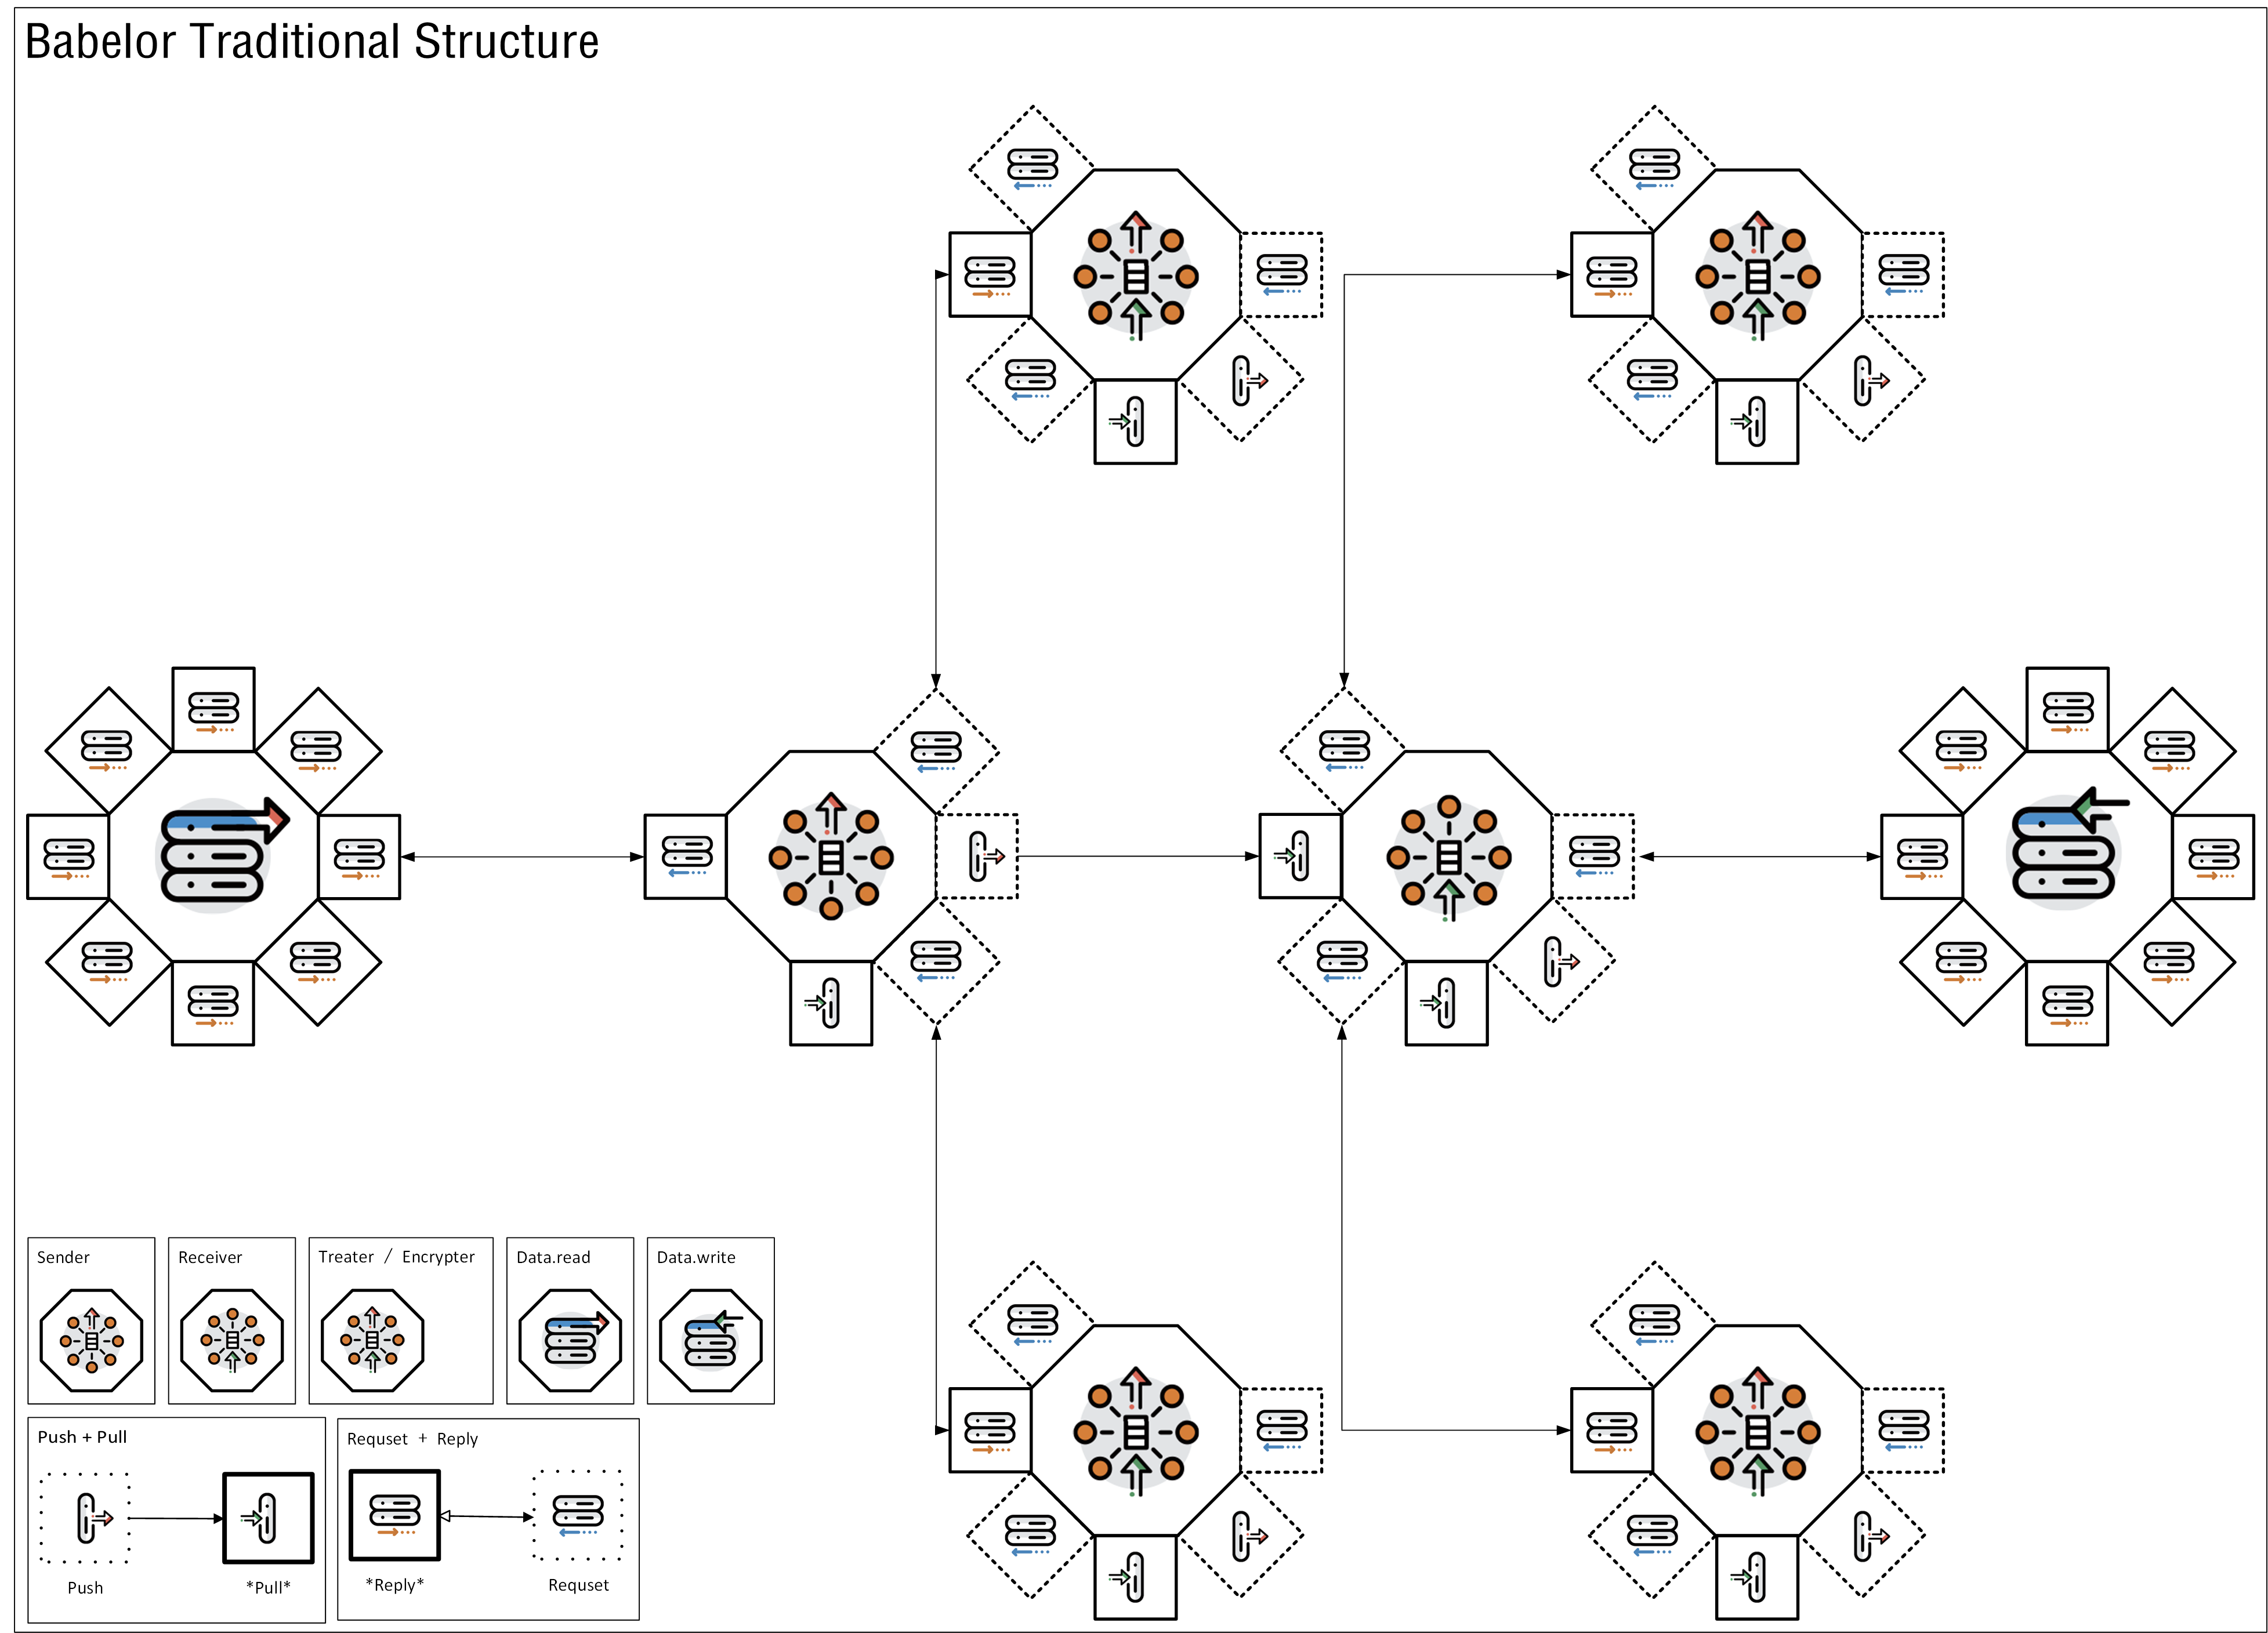 Babelor Traditional Structure
Sender
Receiver
Treater / Encrypter
Data.read
Data.write
Push + Pull
Push
*Pull*
Requset + Reply
*Reply*
Requset